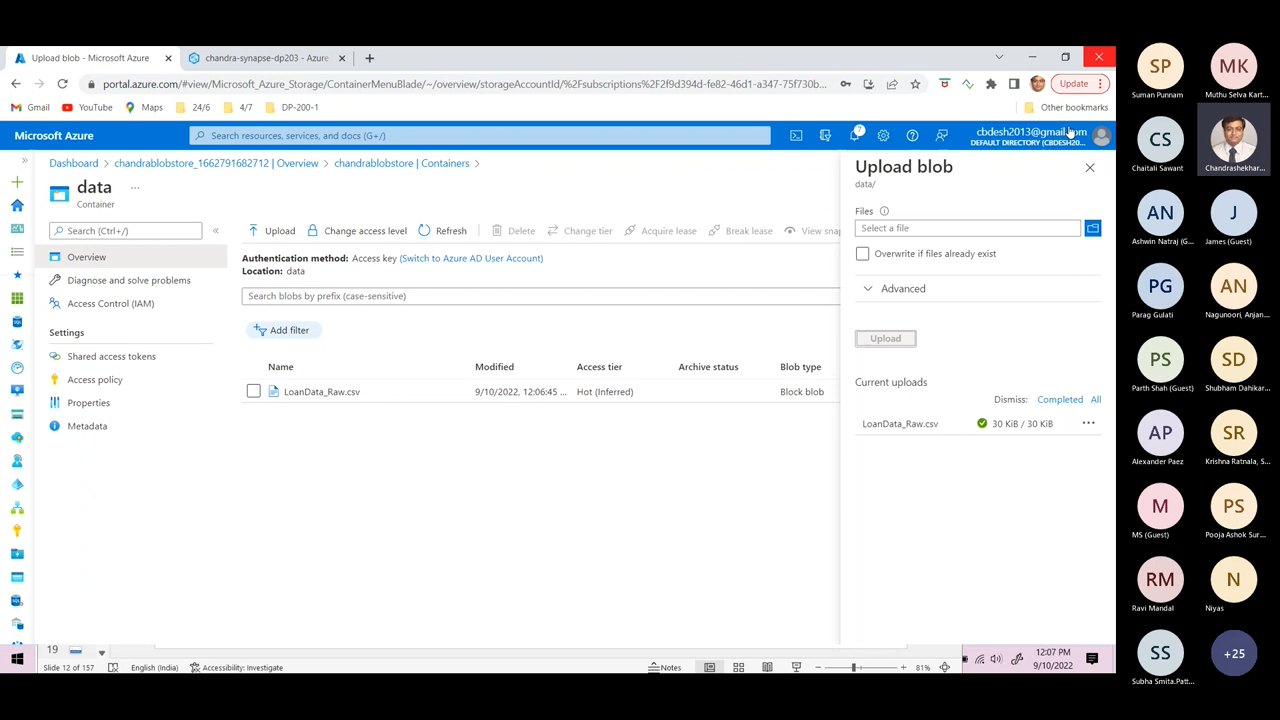 Upload blob - Microsoft Azure
chandra-synapse-dp203 - Azure
portal.azure.com/#view/Microsoft_Azure_Storage/ContainerMenuBlade/~/overview/storageAccountId/%2Fsubscriptions%2F2f9d394d-fe82-46d1-a347-75f730b...
Update
Gmail
YouTube
Maps
24/6
4/7
DP-200-1
Other bookmarks
Microsoft Azure
Search resources, services, and docs (G+/)
7
cbdesh2013@gmail.com
DEFAULT DIRECTORY (CBDESH20...
Dashboard > chandrablobstore_1662791682712 | Overview > chandrablobstore | Containers >
data
...
Container
Search (Ctrl+/)
Overview
Diagnose and solve problems
Access Control (IAM)
Settings
Shared access tokens
Access policy
Properties
Metadata
Upload
Change access level
Refresh
Delete
Change tier
Acquire lease
Break lease
View snap
Authentication method: Access key (Switch to Azure AD User Account)
Location: data
Search blobs by prefix (case-sensitive)
Add filter
Name Modified Access tier Archive status Blob type
LoanData_Raw.csv 9/10/2022, 12:06:45 ... Hot (Inferred) Block blob
Upload blob
data/
Files
Select a file
Overwrite if files already exist
Advanced
Upload
Current uploads
Dismiss: Completed All
LoanData_Raw.csv 30 KiB / 30 KiB
19
Slide 12 of 157
English (India)
Accessibility: Investigate
Notes
81%
12:07 PM
9/10/2022
SP
Suman Punnam
MK
Muthu Selva Kart...
CS
Chaitali Sawant
Chandrashekhar...
AN
Ashwin Natraj (G...
J
James (Guest)
PG
Parag Gulati
AN
Nagunoori, Anjan...
PS
Parth Shah (Guest)
SD
Shubham Dahikar...
AP
Alexander Paez
SR
Krishna Ratnala, S...
M
MS (Guest)
PS
Pooja Ashok Sur...
RM
Ravi Mandal
N
Niyas
SS
Subha Smita.Patt...
+25